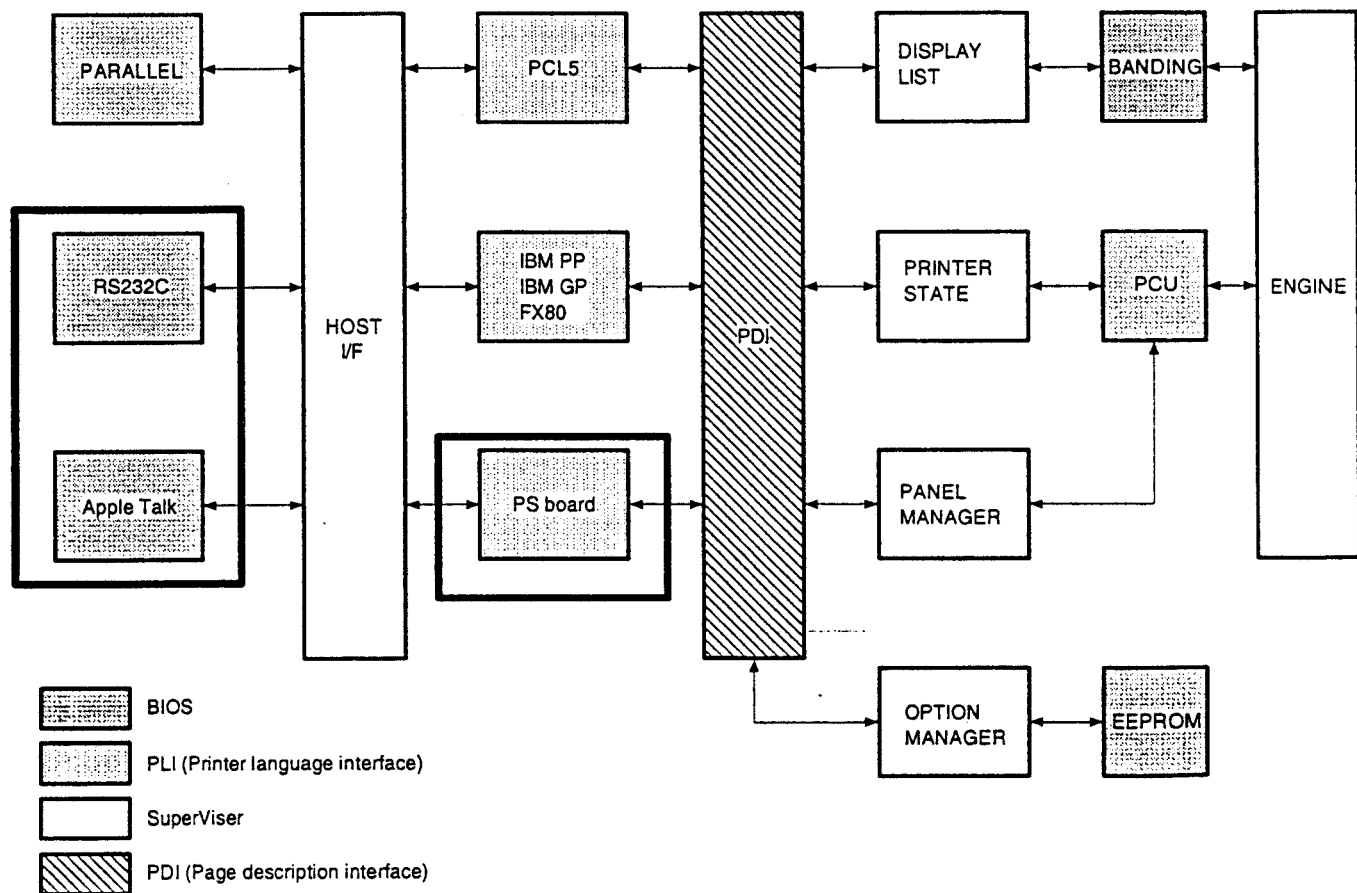 PARALLEL
RS232C
Apple Talk
HOST
I/F
PCL5
IBM PP
IBM GP
FX80
PS board
PDI
DISPLAY
LIST
BANDING
PRINTER
STATE
PCU
PANEL
MANAGER
ENGINE
OPTION
MANAGER
EEPROM
BIOS
PLI (Printer language interface)
SuperViser
PDI (Page description interface)